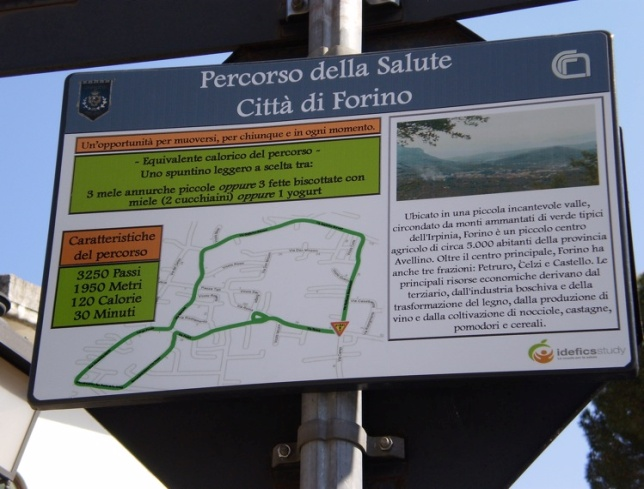 Percorso della Salute
Città di Forino
Un'opportunità per muoversi, per chiunque e in ogni momento.
- Equivalente calorico del percorso -
Uno spuntino leggero a scelta tra:
3 mele annurche piccole oppure 3 fette biscottate con
miele (2 cucchiaini) oppure 1 yogurt
Caratteristiche
del percorso
3250 Passi
1950 Metri
120 Calorie
30 Minuti
Ubicato in una piccola incantevole valle,
circondato da monti ammantati di verde tipici
dell'Irpinia, Forino è un piccolo centro
agricolo di circa 5.000 abitanti della provincia
Avellino. Oltre il centro principale, Forino ha
anche tre frazioni: Petruro, Celzi e Castello. Le
principali risorse economiche derivano dal
terziario, dall'industria boschiva e della
trasformazione del legno, dalla produzione di
vino e dalla coltivazione di nocciole, castagne,
pomodori e cereali.
ideficsstudy